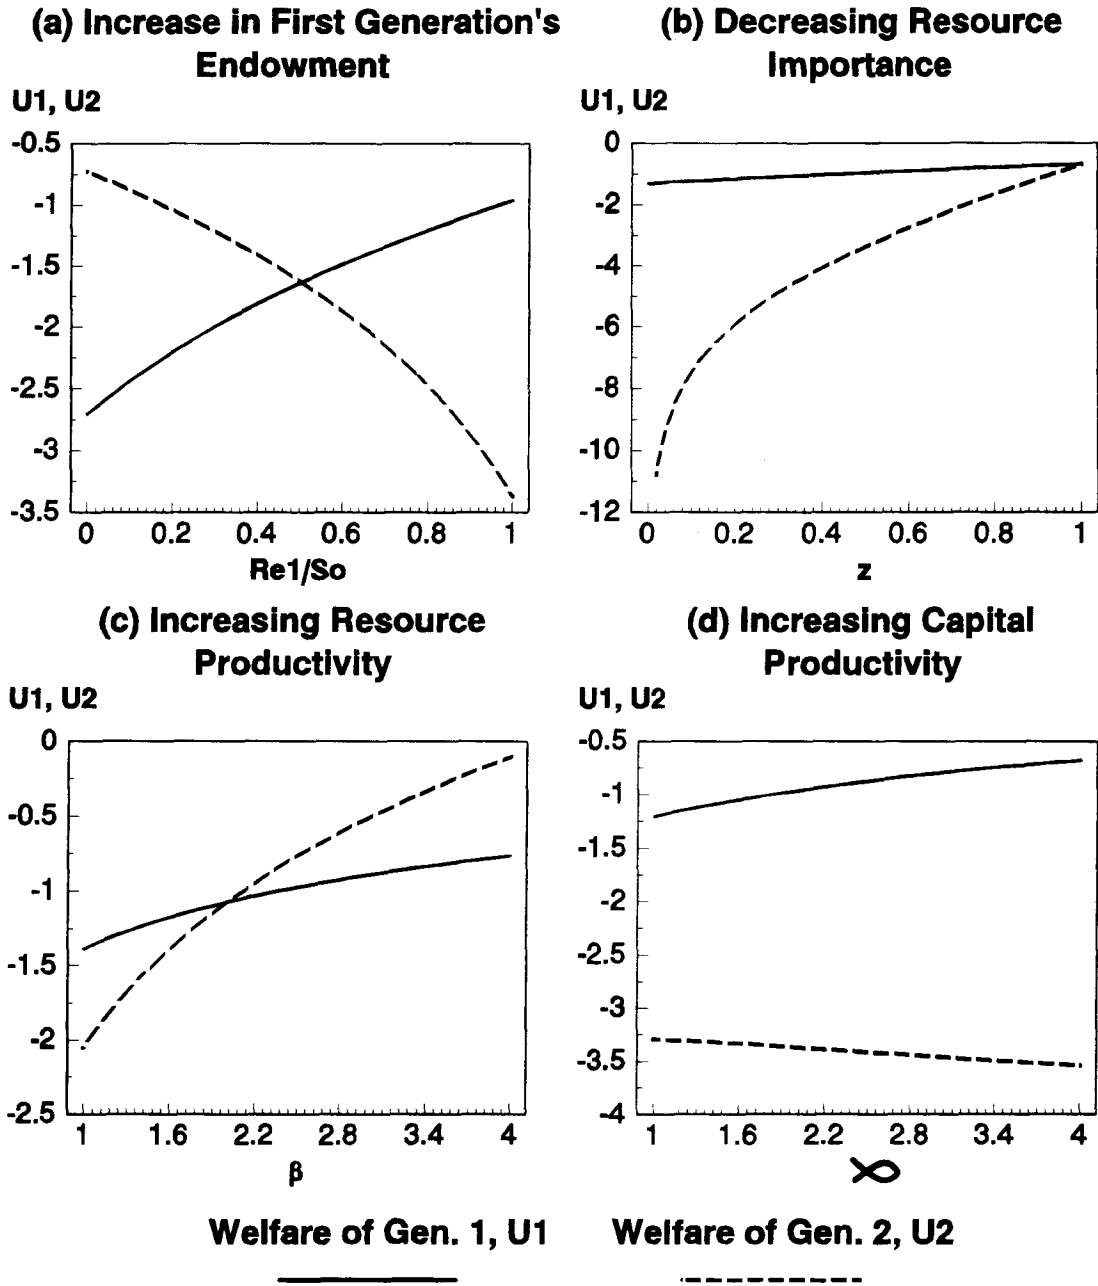 (a) Increase in First Generation's
Endowment
U1, U2
-0.5
-1
-1.5
-2
-2.5
-3
-3.5
0 0.2 0.4 0.6 0.8 1
Re1/So
(b) Decreasing Resource
Importance
U1, U2
0
-2
-4
-6
-8
-10
-12
0 0.2 0.4 0.6 0.8 1
z
(c) Increasing Resource
Productivity
U1, U2
0
-0.5
-1
-1.5
-2
-2.5
1 1.6 2.2 2.8 3.4 4
β
(d) Increasing Capital
Productivity
U1, U2
-0.5
-1
-1.5
-2
-2.5
-3
-3.5
-4
1 1.6 2.2 2.8 3.4 4
α
Welfare of Gen. 1, U1 Welfare of Gen. 2, U2